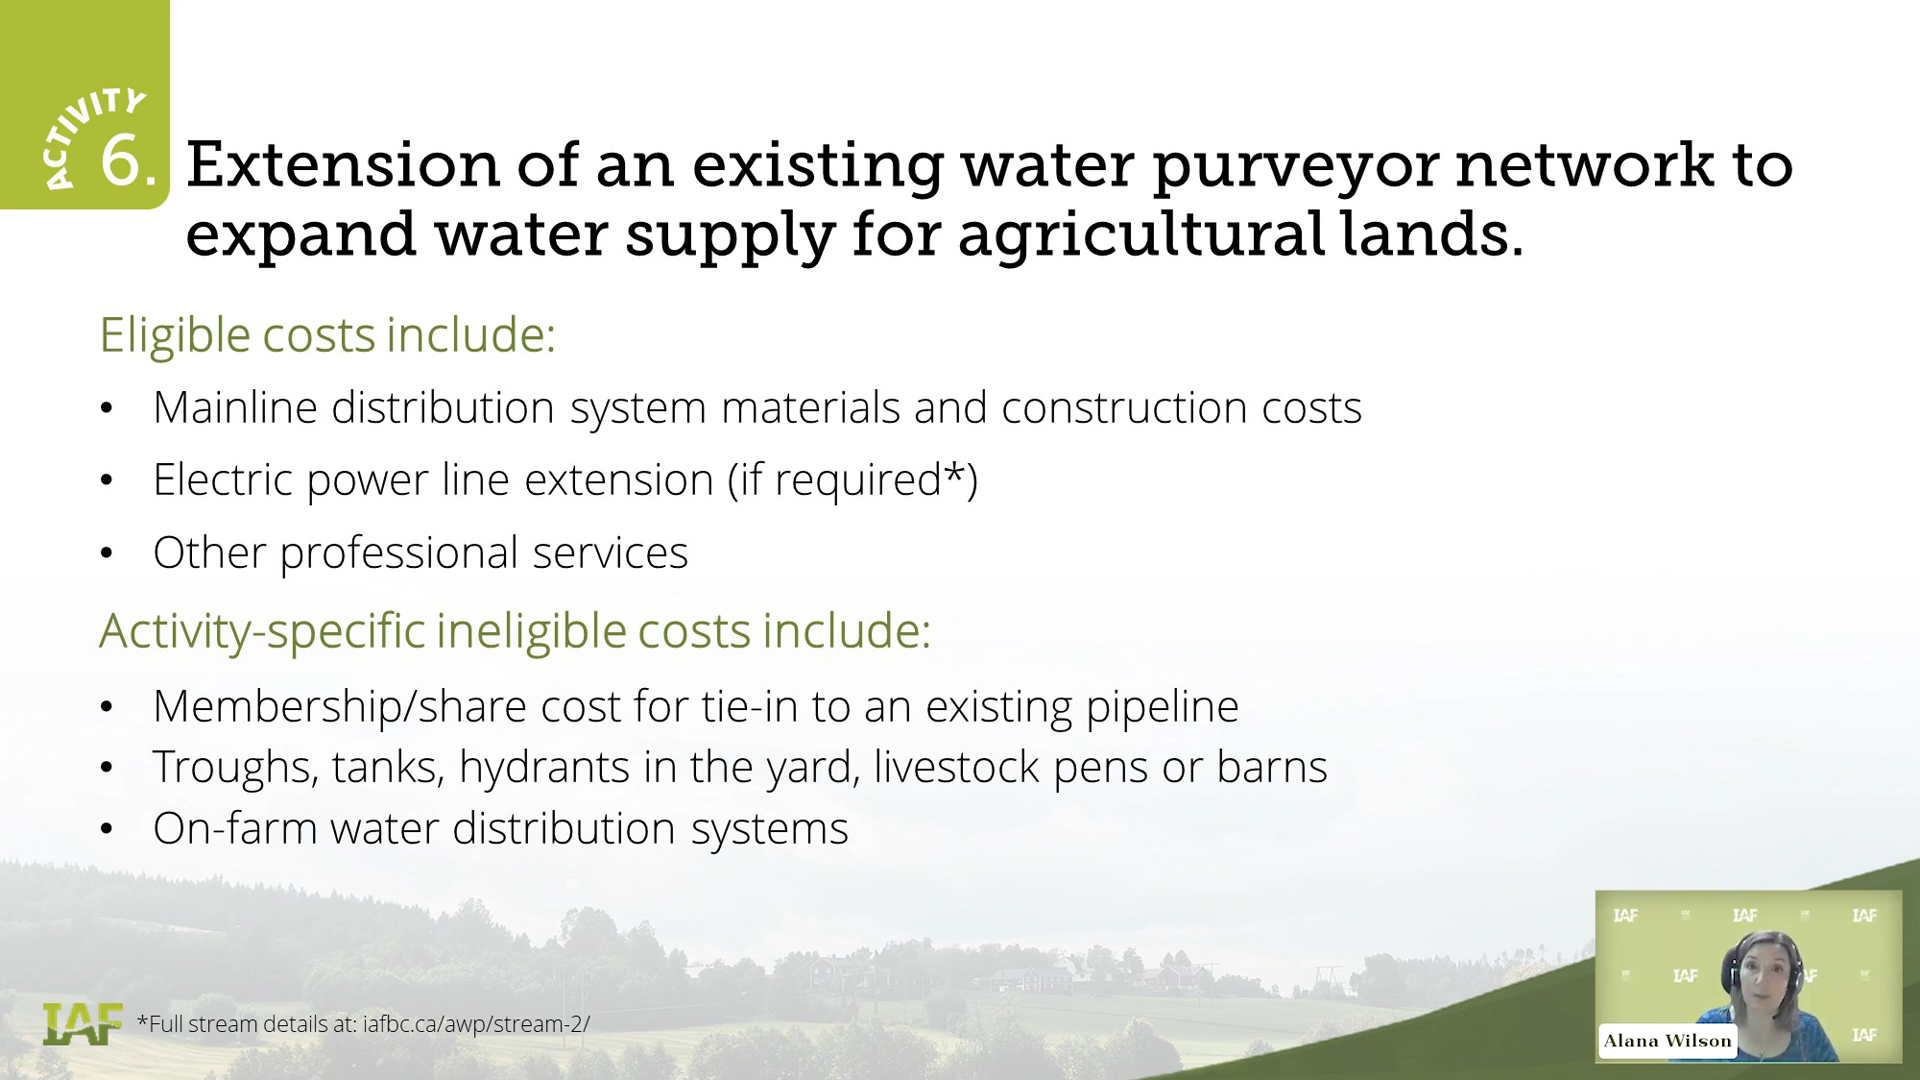 ACTIVITY
6.
Extension of an existing water purveyor network to
expand water supply for agricultural lands.
Eligible costs include:
• Mainline distribution system materials and construction costs
• Electric power line extension (if required*)
• Other professional services
Activity-specific ineligible costs include:
• Membership/share cost for tie-in to an existing pipeline
• Troughs, tanks, hydrants in the yard, livestock pens or barns
• On-farm water distribution systems
IAF
*Full stream details at: iafbc.ca/awp/stream-2/
IAF IAF IAF
IAF AF
IAF
Alana Wilson